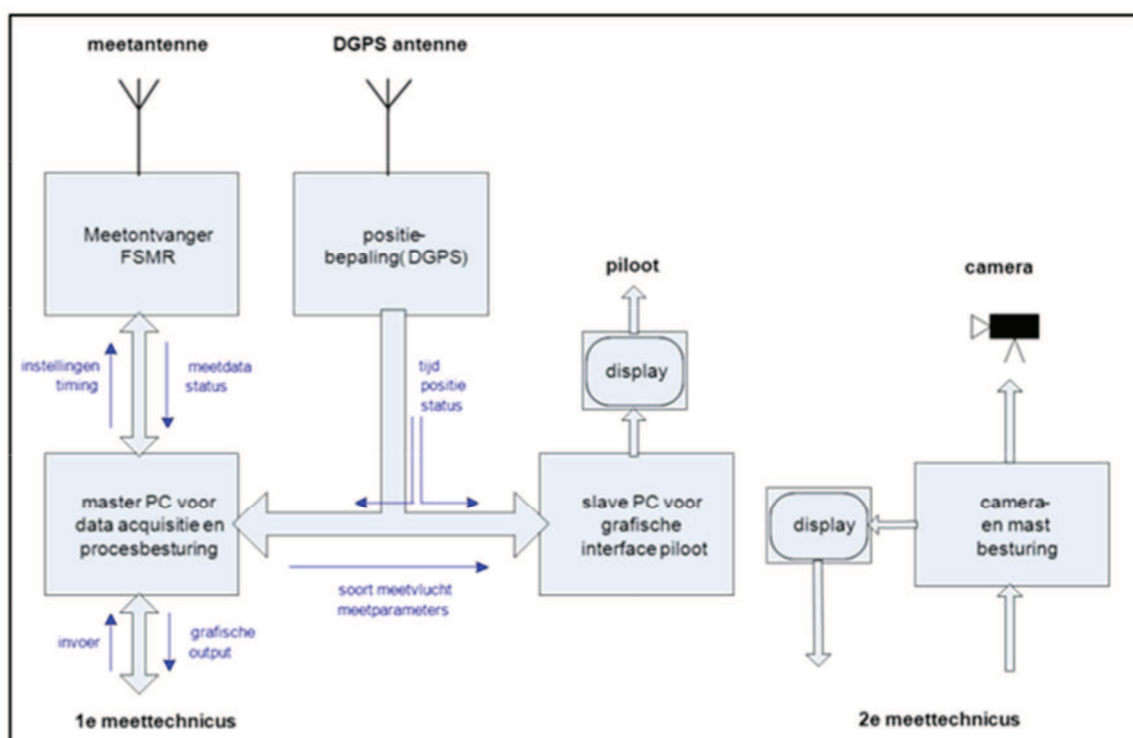 meetantenne
DGPS antenne
Meetontvanger
FSMR
positie-
bepaling(DGPS)
piloot
camera
instellingen
timing
meetdata
status
tijd
positie
status
display
master PC voor
data acquisitie en
procesbesturing
slave PC voor
grafische
interface piloot
display
camera-
en mast
besturing
soort meetvlucht
meetparameters
invoer
grafische
output
1e meettechnicus
2e meettechnicus